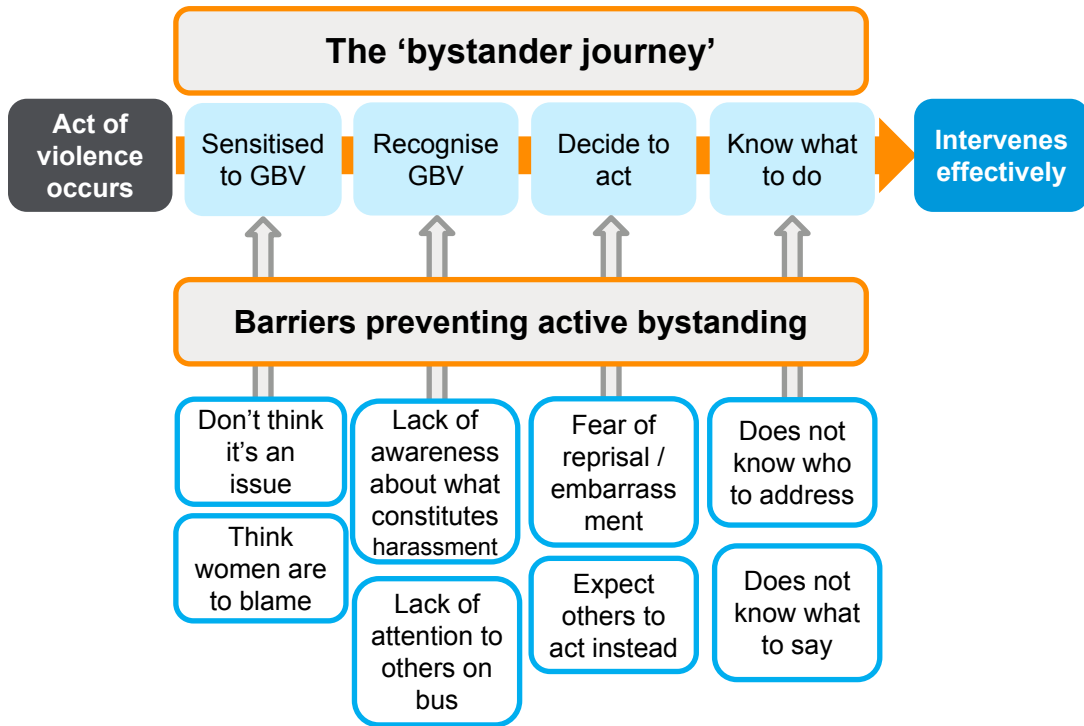 The ‘bystander journey’
Act of
violence
occurs
Sensitised
to GBV
Recognise
GBV
Decide to
act
Know what
to do
Intervenes
effectively
Barriers preventing active bystanding
Don’t think
it’s an
issue
Think
women are
to blame
Lack of
awareness
about what
constitutes
harassment
Lack of
attention to
others on
bus
Fear of
reprisal /
embarrass
ment
Expect
others to
act instead
Does not
know who
to address
Does not
know what
to say